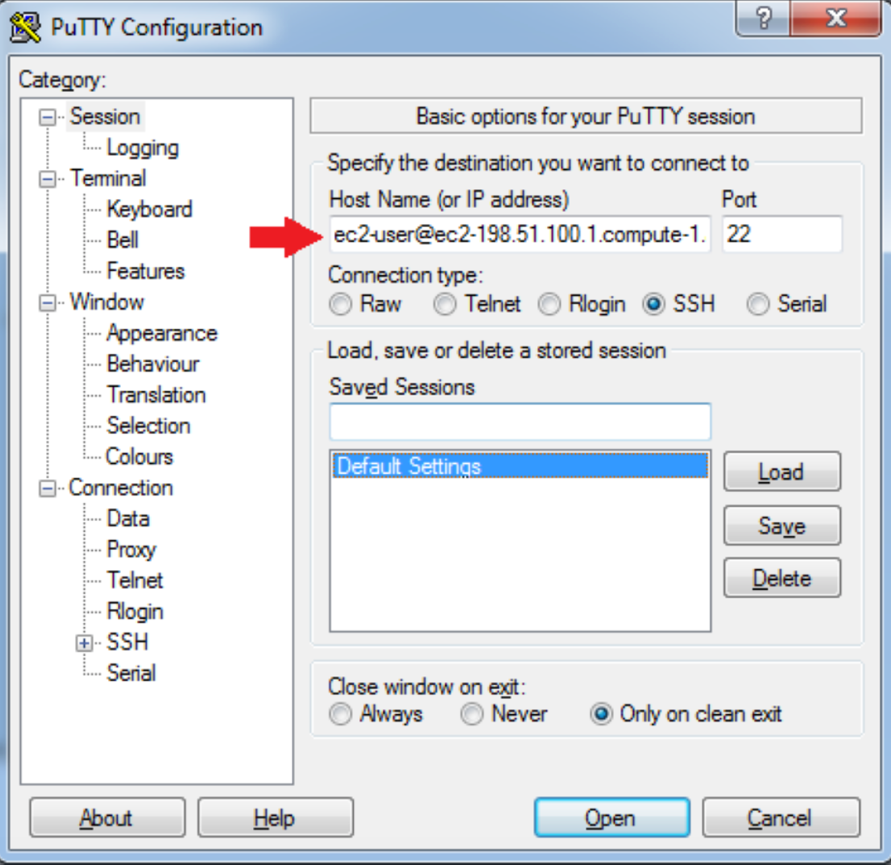 PuTTY Configuration
?
X
Category:
Session
Logging
Terminal
Keyboard
Bell
Features
Window
Appearance
Behaviour
Translation
Selection
Colours
Connection
Data
Proxy
Telnet
Rlogin
SSH
Serial
Basic options for your PuTTY session
Specify the destination you want to connect to
Host Name (or IP address) Port
ec2-user@ec2-198.51.100.1.compute-1. 22
Connection type:
Raw Telnet Rlogin SSH Serial
Load, save or delete a stored session
Saved Sessions
Default Settings
Load
Save
Delete
Close window on exit:
Always Never Only on clean exit
About Help Open Cancel